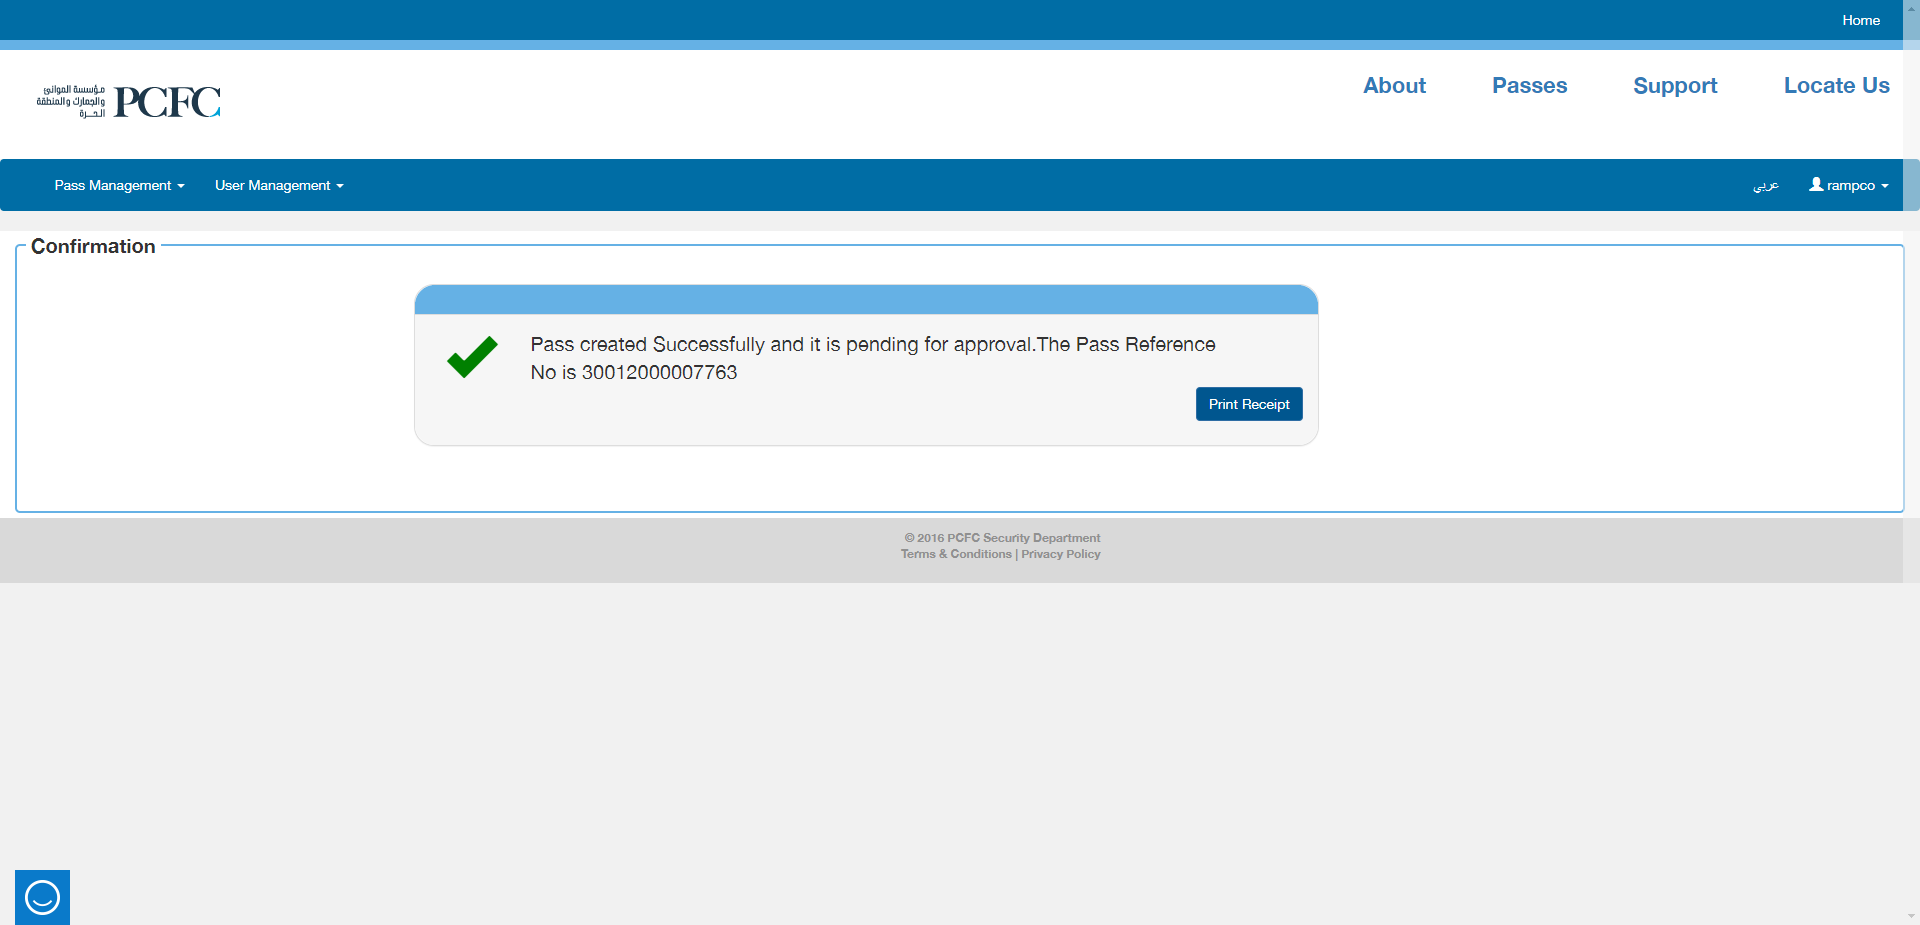 Home
مؤسسة الموانئ
والجمارك والمنطقة
الحـــرة
PCFC
About
Passes
Support
Locate Us
Pass Management
User Management
عربي
rampco
Confirmation
Pass created Successfully and it is pending for approval.The Pass Reference
No is 30012000007763
Print Receipt
© 2016 PCFC Security Department
Terms & Conditions | Privacy Policy